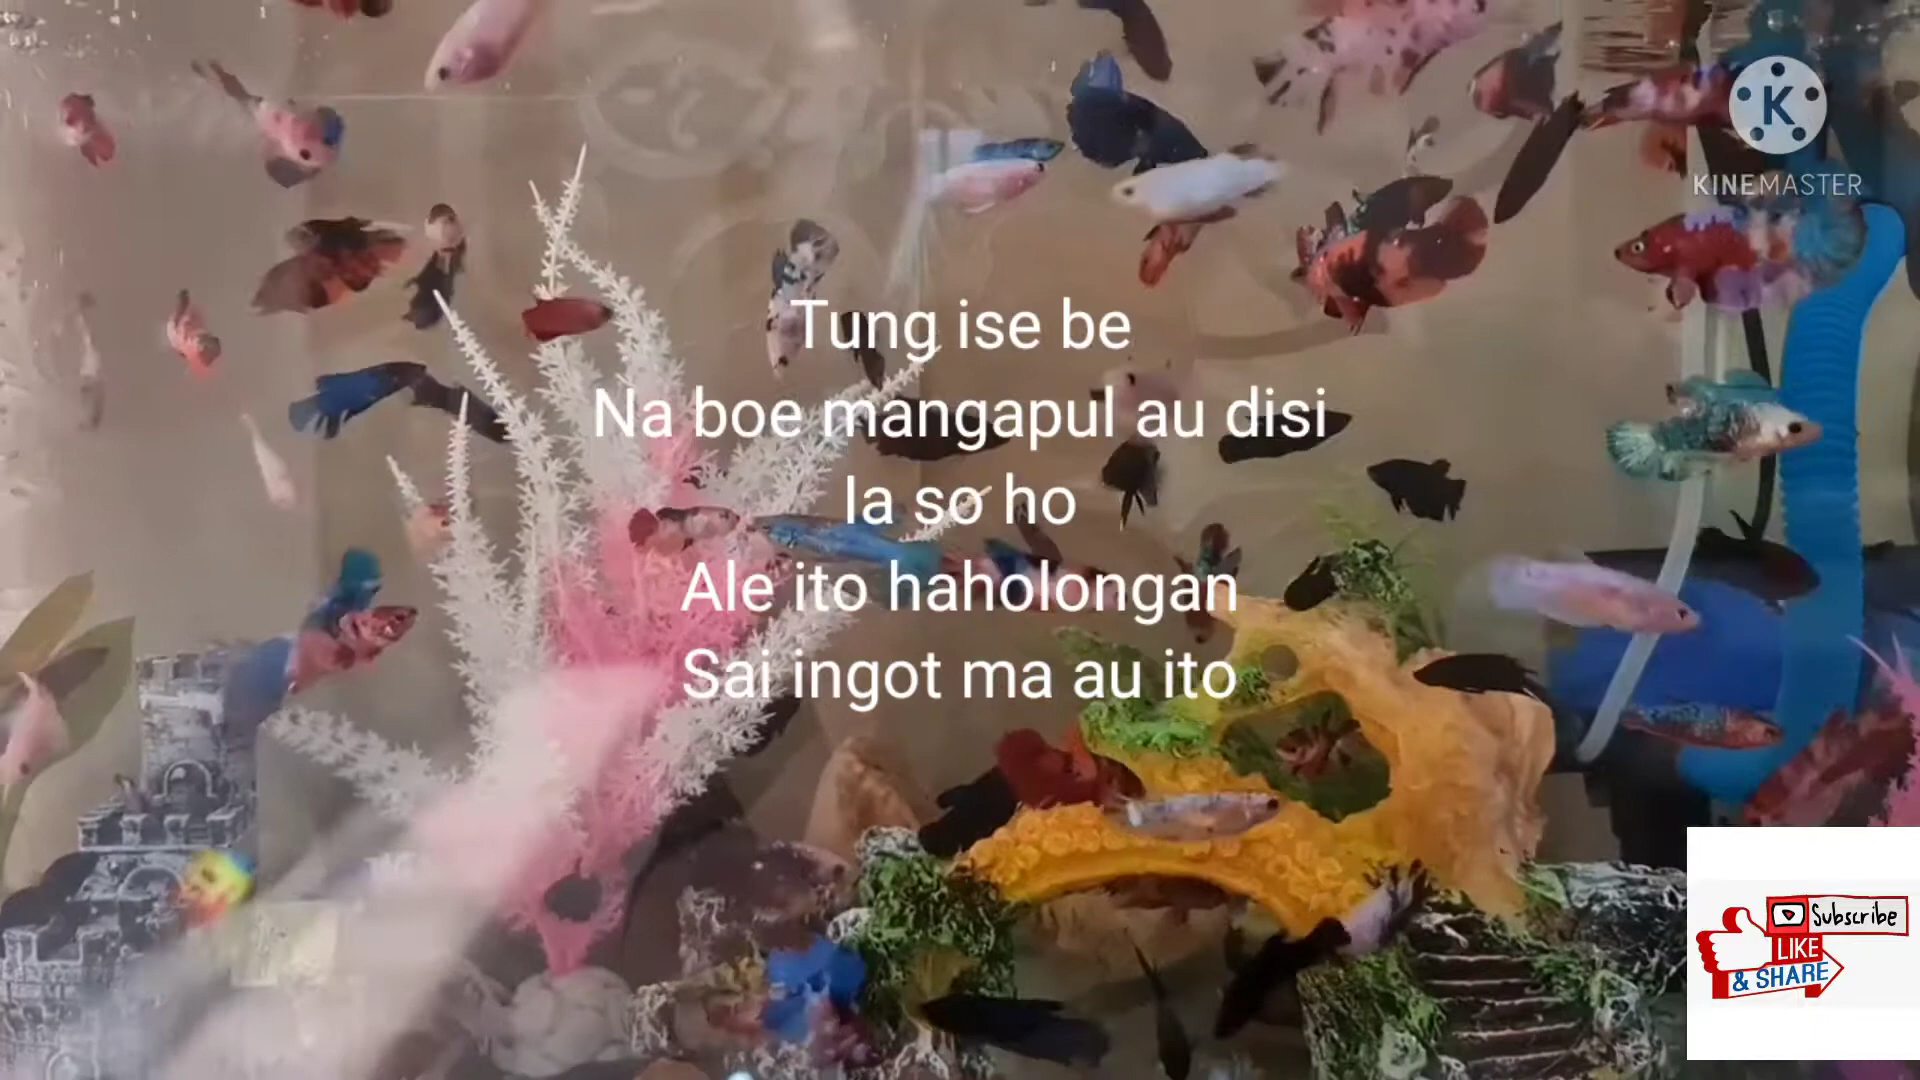 K
KINEMASTER
Tung ise be
Na boe mangapul au disi
Ia so ho
Ale ito haholongan
Sai ingot ma au ito
Subscribe
LIKE
& SHARE